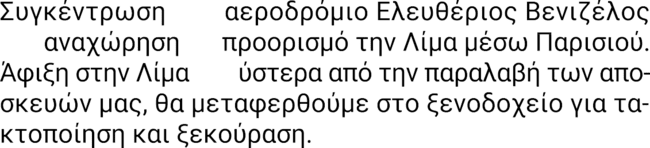 Συγκέντρωση αεροδρόμιο Ελευθέριος Βενιζέλος
αναχώρηση προορισμό την Λίμα μέσω Παρισιού.
Άφιξη στην Λίμα ύστερα από την παραλαβή των απο-
σκευών μας, θα μεταφερθούμε στο ξενοδοχείο για τα-
κτοποίηση και ξεκούραση.